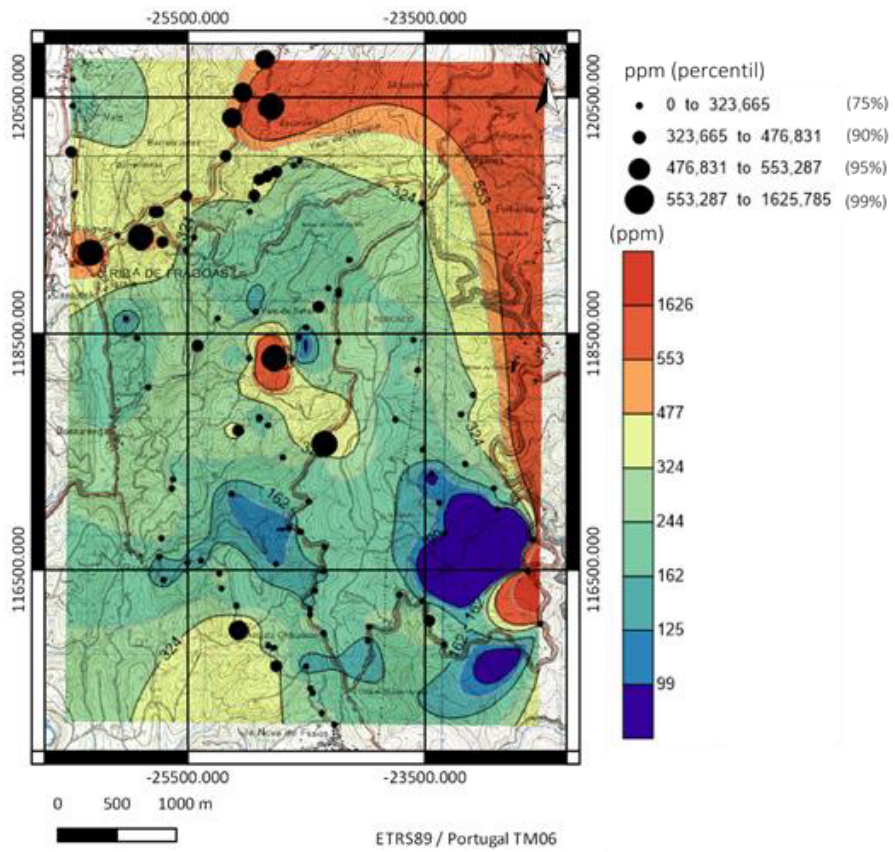 -25500.000
-23500.000
N
ppm (percentil)
0 to 323,665 (75%)
323,665 to 476,831 (90%)
476,831 to 553,287 (95%)
553,287 to 1625,785 (99%)
120500.000
120500.000
(ppm)
1626
553
477
324
244
162
125
99
324
553
RIBA DE FRAGOAS
118500.000
118500.000
324
162
116500.000
116500.000
162
162
324
-25500.000
-23500.000
0 500 1000 m
ETRS89 / Portugal TM06